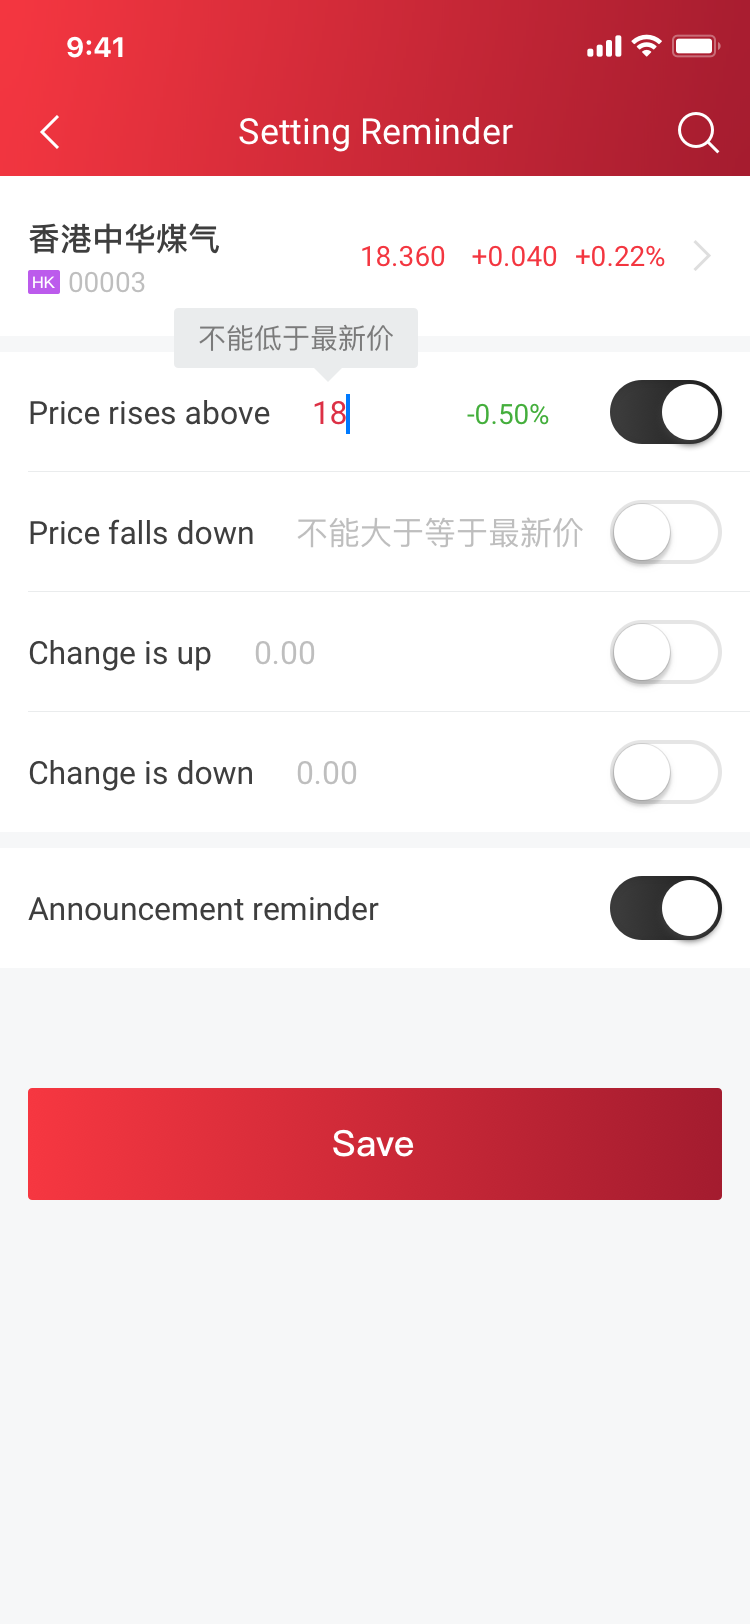 9:41
Setting Reminder
香港中华煤气
18.360 +0.040 +0.22%
HK 00003
不能低于最新价
Price rises above 18 -0.50%
Price falls down 不能大于等于最新价
Change is up 0.00
Change is down 0.00
Announcement reminder
Save